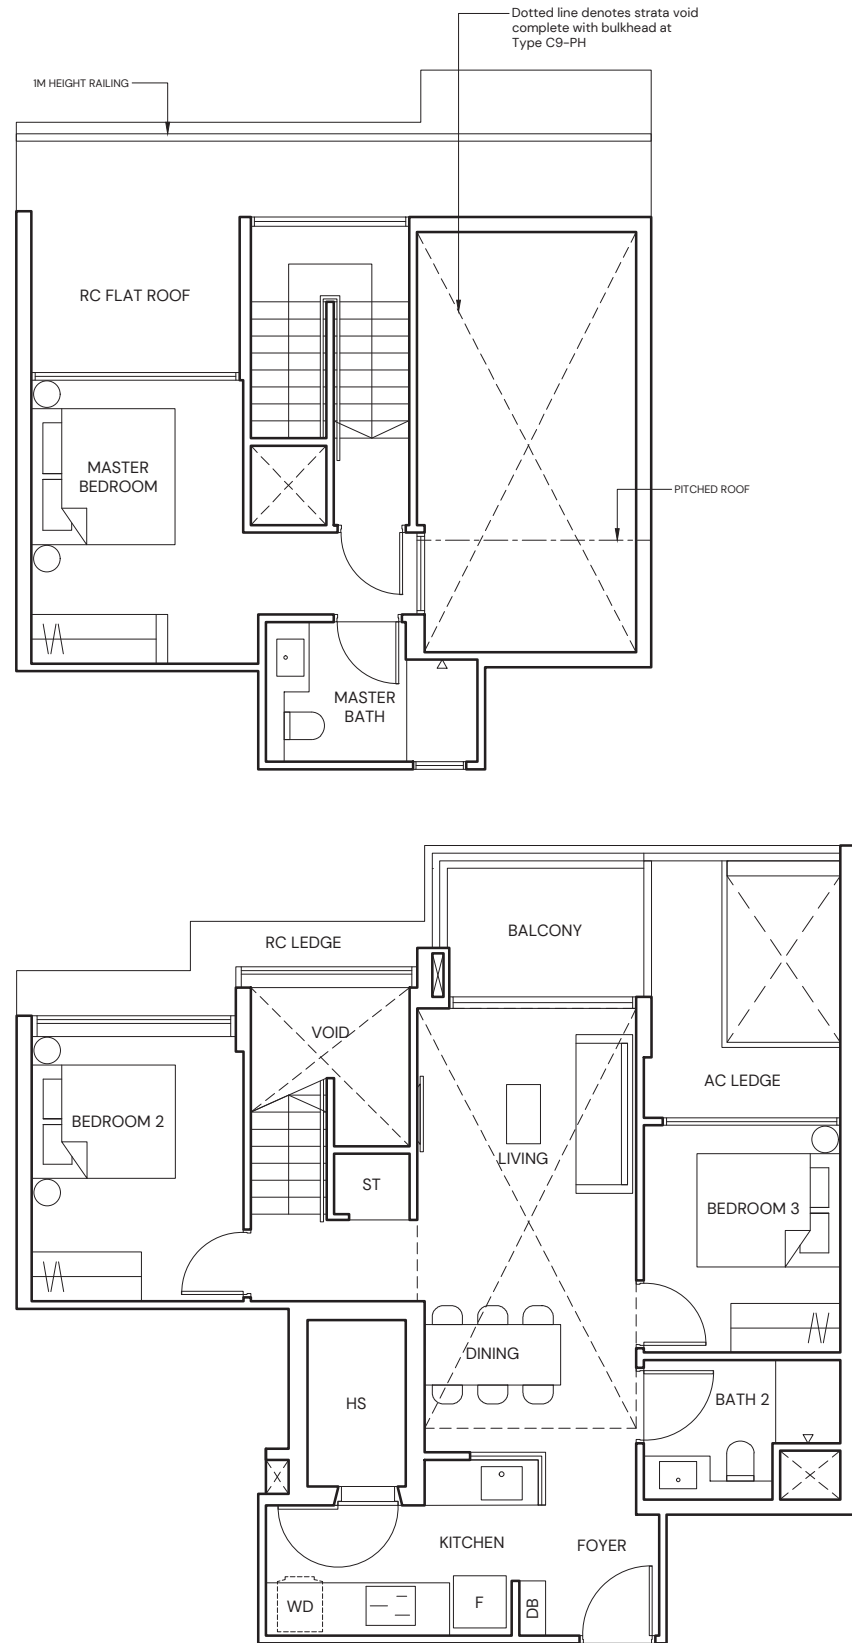 Dotted line denotes strata void
complete with bulkhead at
Type C9-PH
1M HEIGHT RAILING
RC FLAT ROOF
MASTER
BEDROOM
PITCHED ROOF
MASTER
BATH
BALCONY
RC LEDGE
VOID
AC LEDGE
BEDROOM 2
LIVING
ST
BEDROOM 3
DINING
BATH 2
HS
KITCHEN
FOYER
WD
F
DB